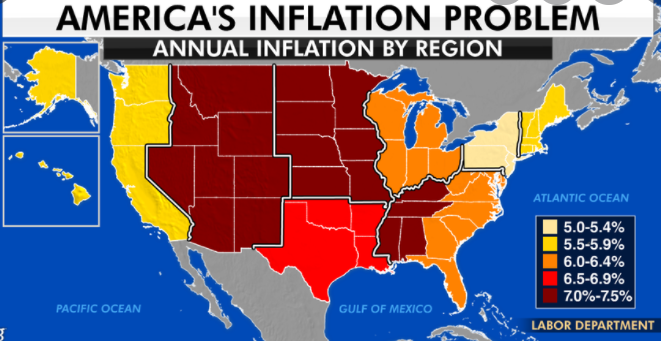 AMERICA'S INFLATION PROBLEM
ANNUAL INFLATION BY REGION
ATLANTIC OCEAN
5.0-5.4%
5.5-5.9%
6.0-6.4%
6.5-6.9%
7.0%-7.5%
PACIFIC OCEAN
GULF OF MEXICO
LABOR DEPARTMENT